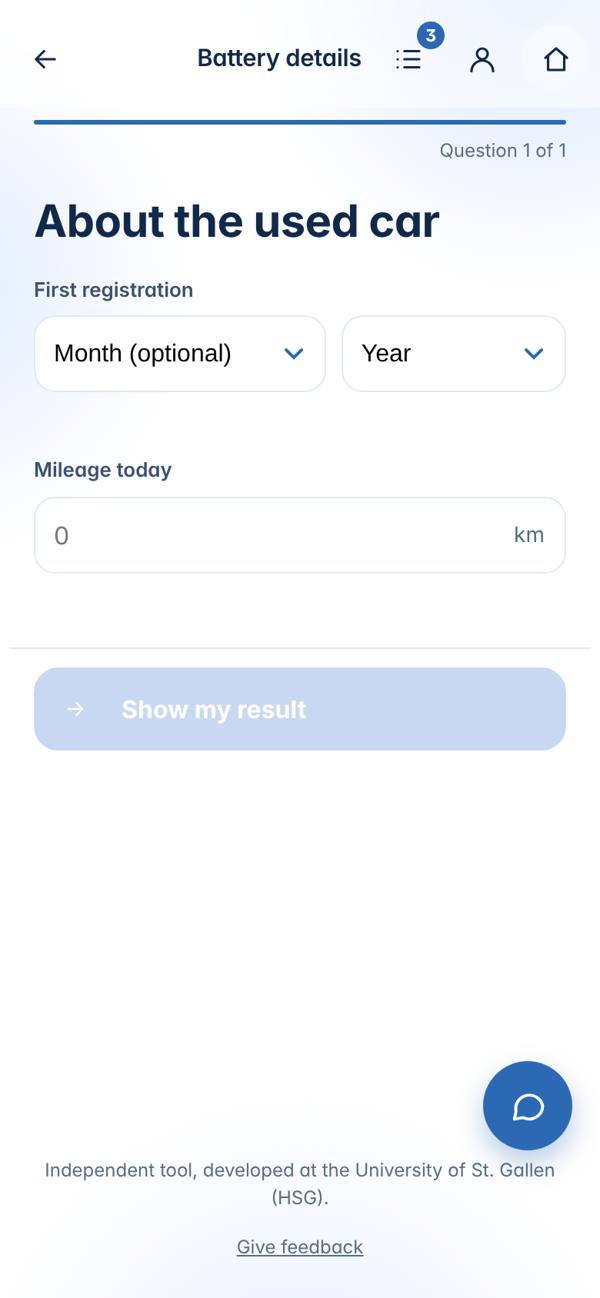 3
Battery details
Question 1 of 1
About the used car
First registration
Month (optional)
Year
Mileage today
0
km
Show my result
Independent tool, developed at the University of St. Gallen
(HSG).
Give feedback